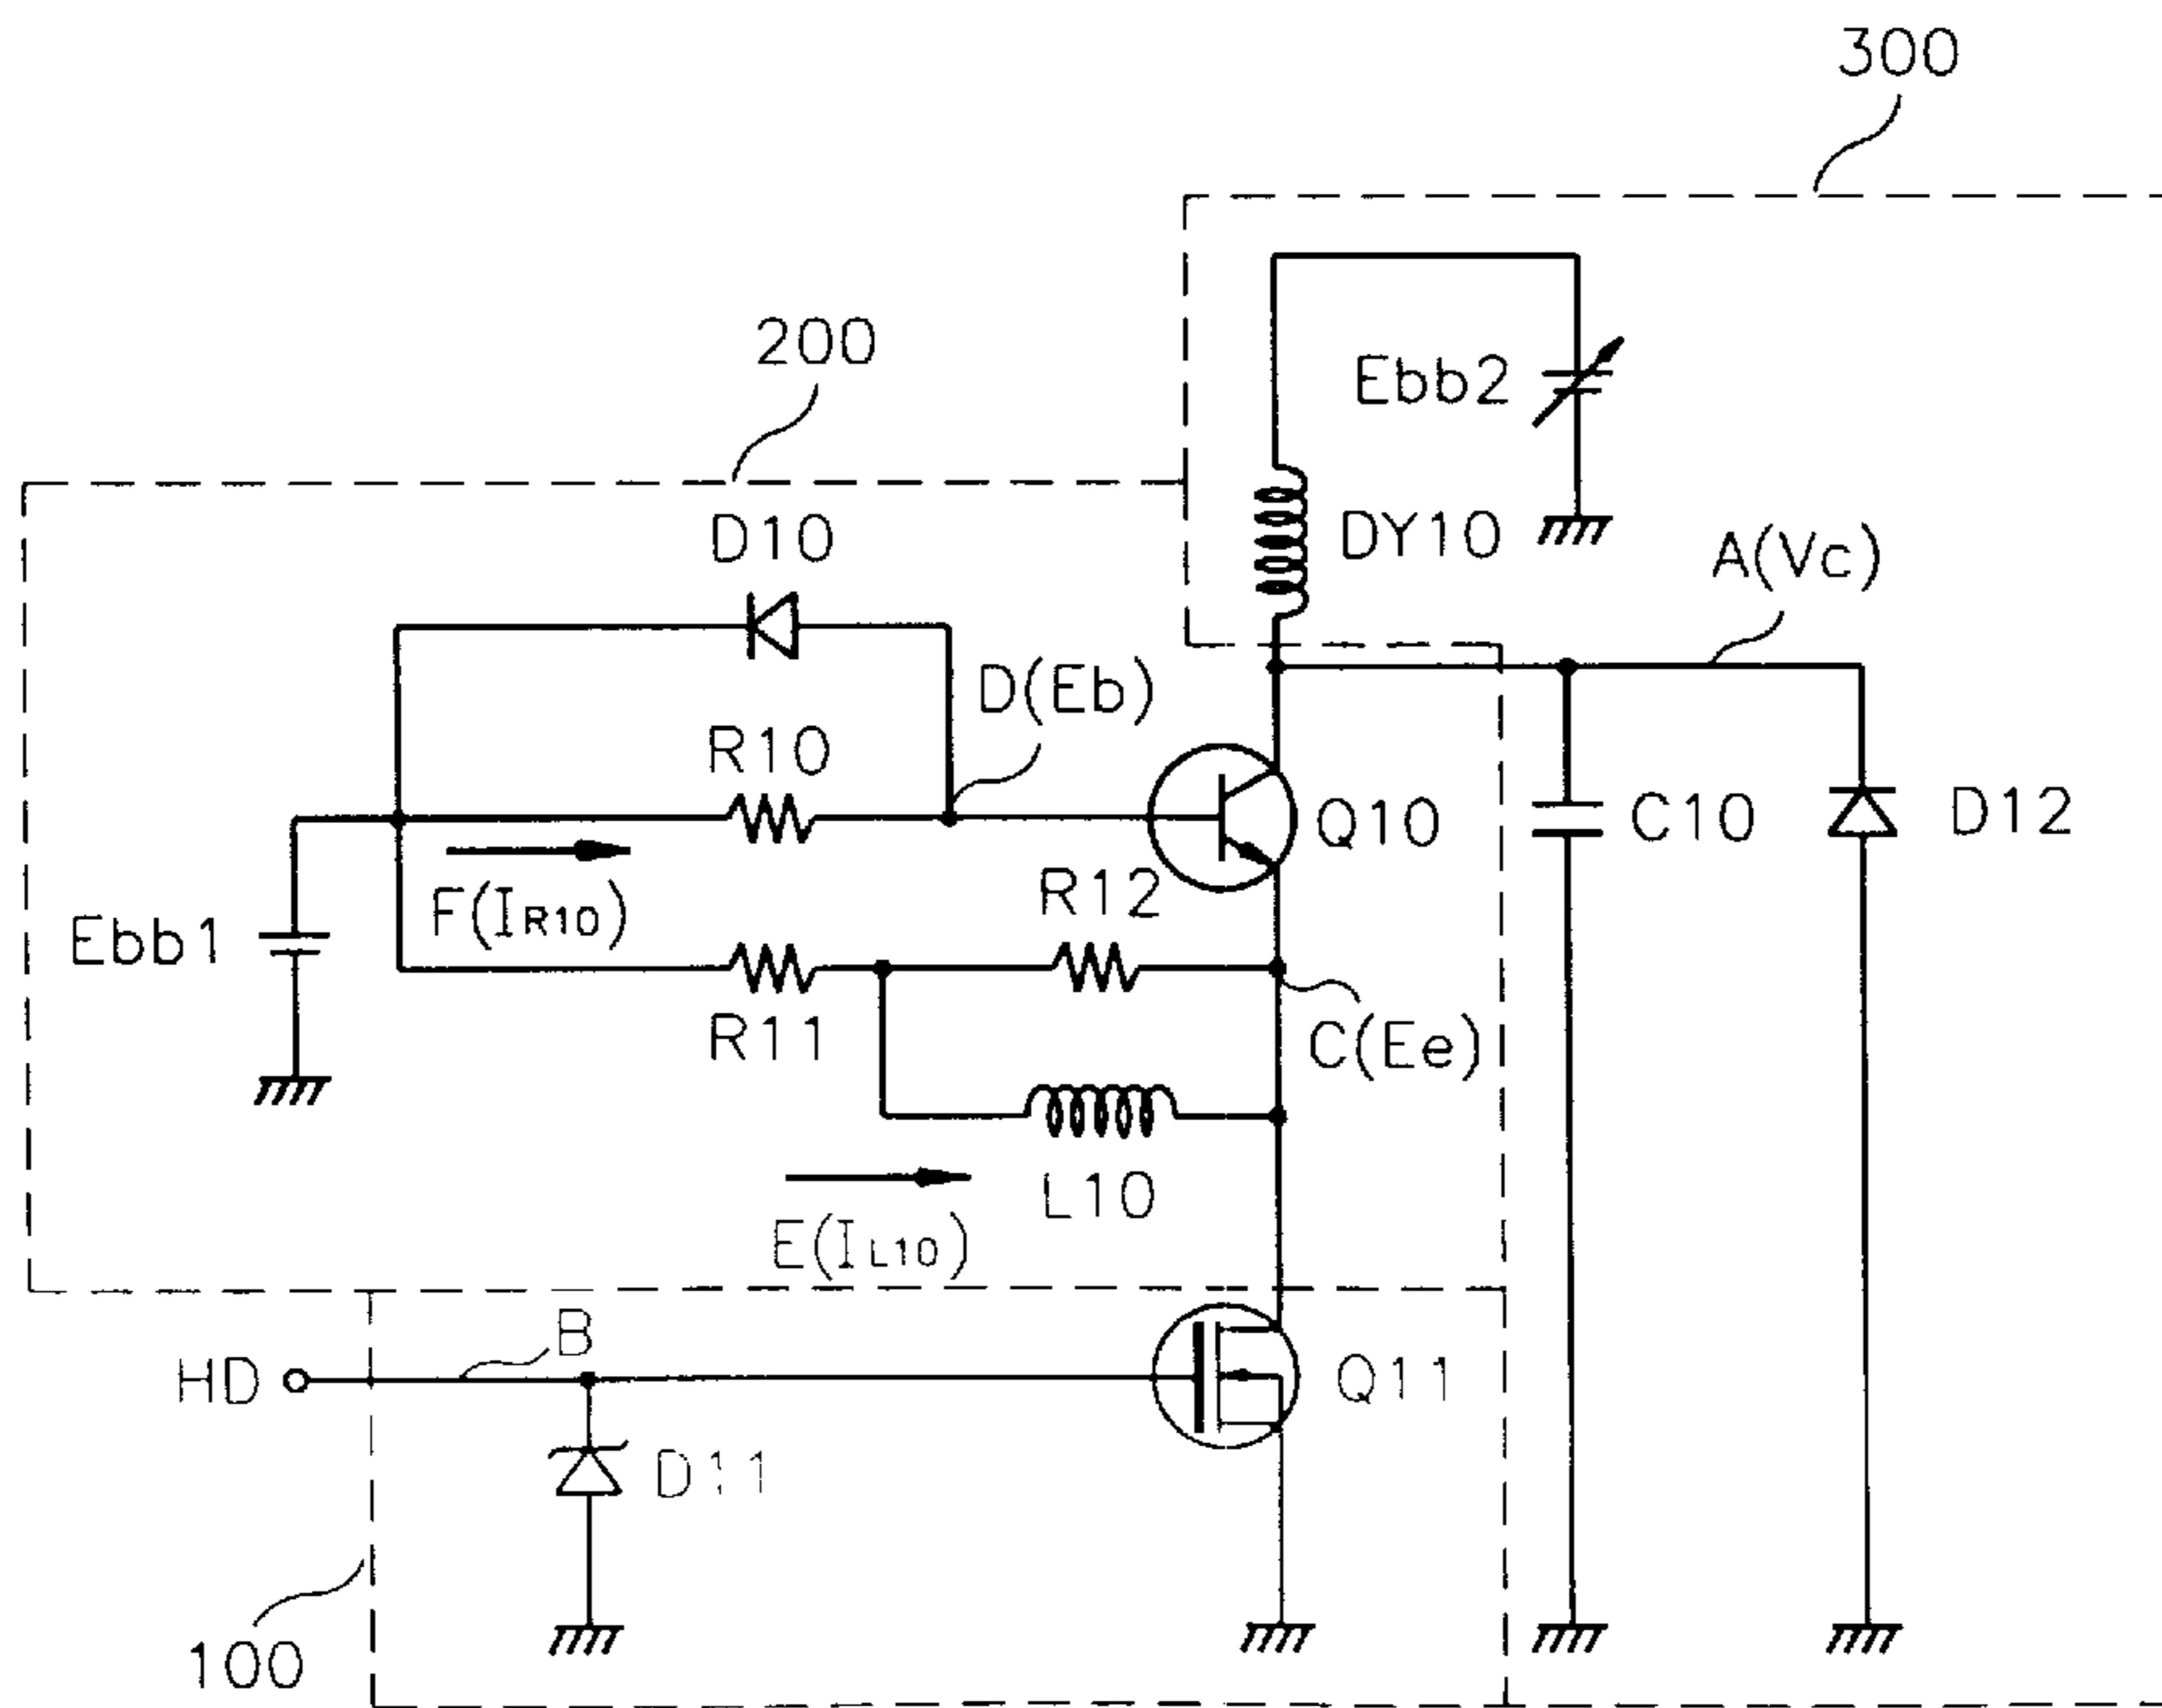 300
200
Ebb2
D10
DY10
A(Vc)
D(Eb)
R10
Q10
C10
D12
F(IR10)
R12
Ebb1
R11
C(Ee)
L10
E(IL10)
B
HD
Q11
D11
100